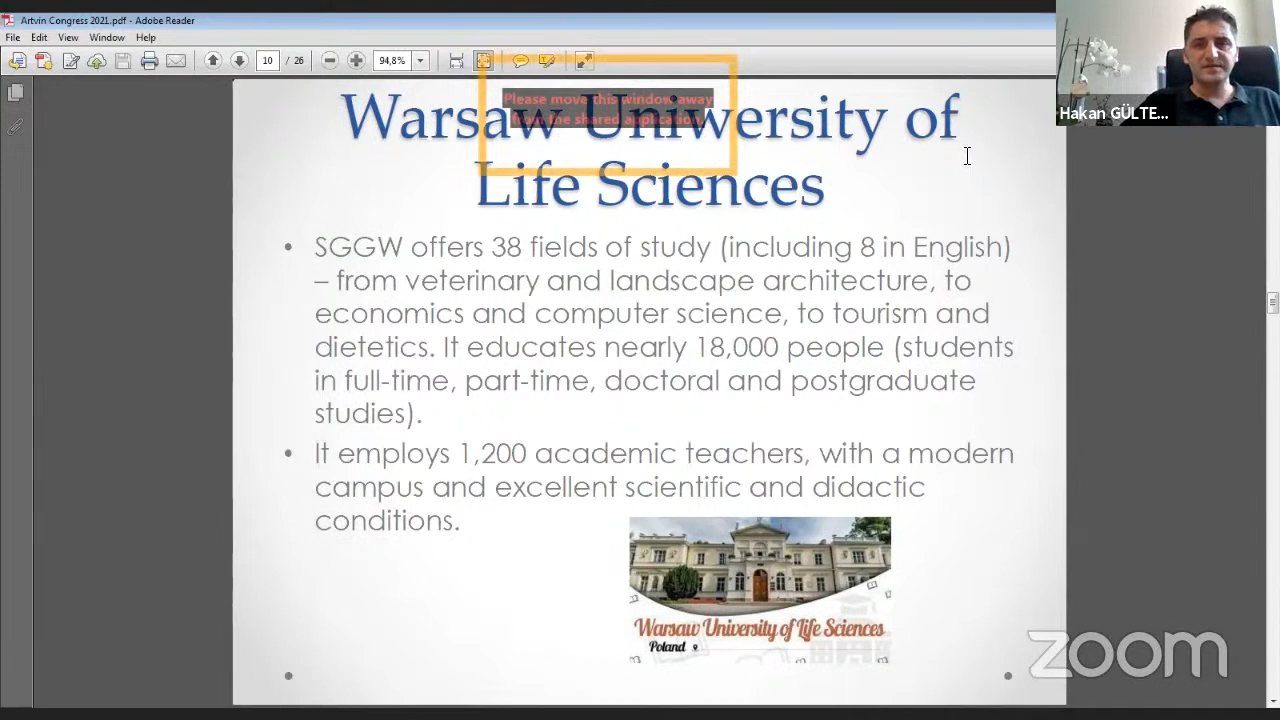 Artvin Congress 2021.pdf - Adobe Reader
File Edit View Window Help
10 / 26 94,8%
Please move this window away
from the shared application
Warsaw Uniwersity of
Life Sciences
Hakan GÜLTE...
• SGGW offers 38 fields of study (including 8 in English)
– from veterinary and landscape architecture, to
economics and computer science, to tourism and
dietetics. It educates nearly 18,000 people (students
in full-time, part-time, doctoral and postgraduate
studies).
• It employs 1,200 academic teachers, with a modern
campus and excellent scientific and didactic
conditions.
Warsaw University of Life Sciences
Poland
zoom